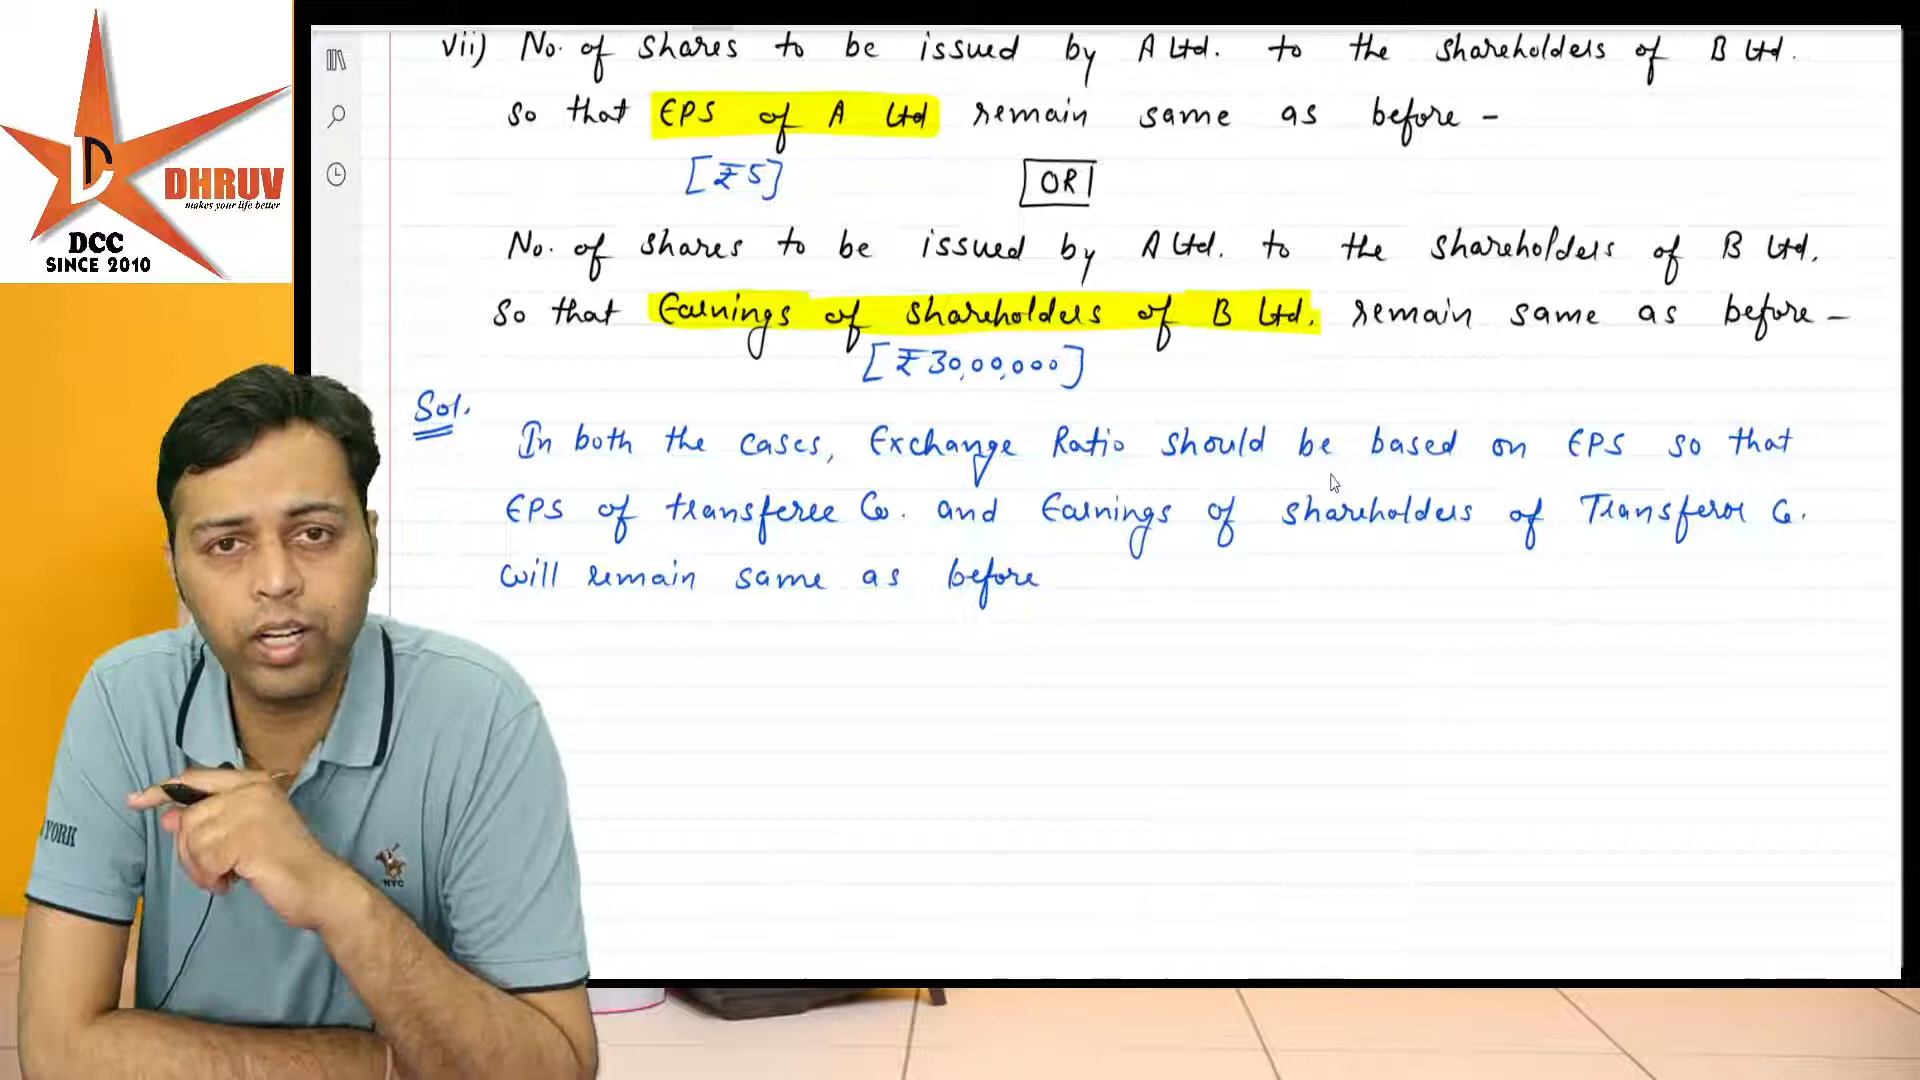 DC
DHRUV
makes your life better
DCC
SINCE 2010
vii) No. of shares to be issued by A Ltd. to the shareholders of B Ltd.
so that EPS of A Ltd remain same as before -
[₹5]
OR
No. of shares to be issued by A Ltd. to the shareholders of B Ltd.
So that Earnings of shareholders of B Ltd. remain same as before -
[₹30,00,000]
Sol.
In both the cases, Exchange Ratio should be based on EPS so that
EPS of transferee Co. and Earnings of shareholders of Transferor Co.
will remain same as before
YORK
NYC